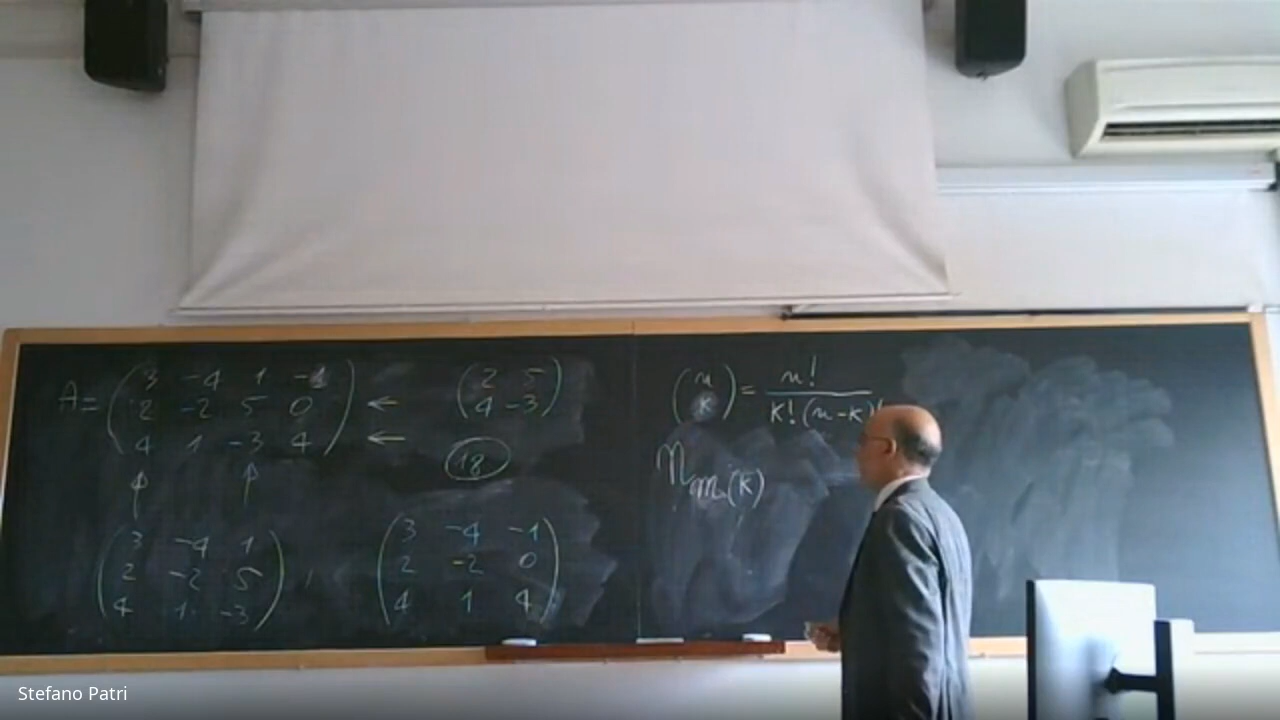 A = ( 3 -4 1 -1
2 -2 5 0
4 1 -3 4 ) ← ←
↑ ↑
( 2 5
4 -3 )
18
( 3 -4 1
2 -2 5
4 1 -3 ) ,
( 3 -4 -1
2 -2 0
4 1 4 )
(n k) = n! / k! (n-k)!
n m(k)
Stefano Patri